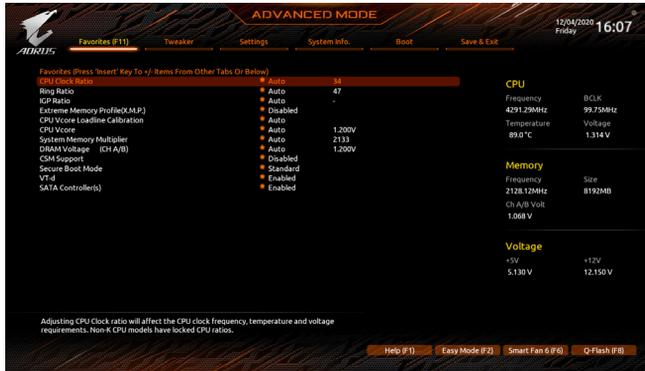 ADVANCED MODE
12/04/2020 Friday 16:07
AORUS
Favorites (F11) Tweaker Settings System Info. Boot Save & Exit
Favorites (Press 'Insert' Key To +/- Items From Other Tabs Or Below)
CPU Clock Ratio Auto 34
Ring Ratio Auto 47
IGP Ratio Auto -
Extreme Memory Profile(X.M.P.) Disabled
CPU Vcore Loadline Calibration Auto
CPU Vcore Auto 1.200V
System Memory Multiplier Auto 2133
DRAM Voltage (CH A/B) Auto 1.200V
CSM Support Disabled
Secure Boot Mode Standard
VT-d Enabled
SATA Controller(s) Enabled
CPU
Frequency BCLK
4291.29MHz 99.75MHz
Temperature Voltage
89.0 °C 1.314 V
Memory
Frequency Size
2128.12MHz 8192MB
Ch A/B Volt
1.068 V
Voltage
+5V +12V
5.130 V 12.150 V
Adjusting CPU Clock ratio will affect the CPU clock frequency, temperature and voltage
requirements. Non-K CPU models have locked CPU ratios.
Help (F1) Easy Mode (F2) Smart Fan 6 (F6) Q-Flash (F8)